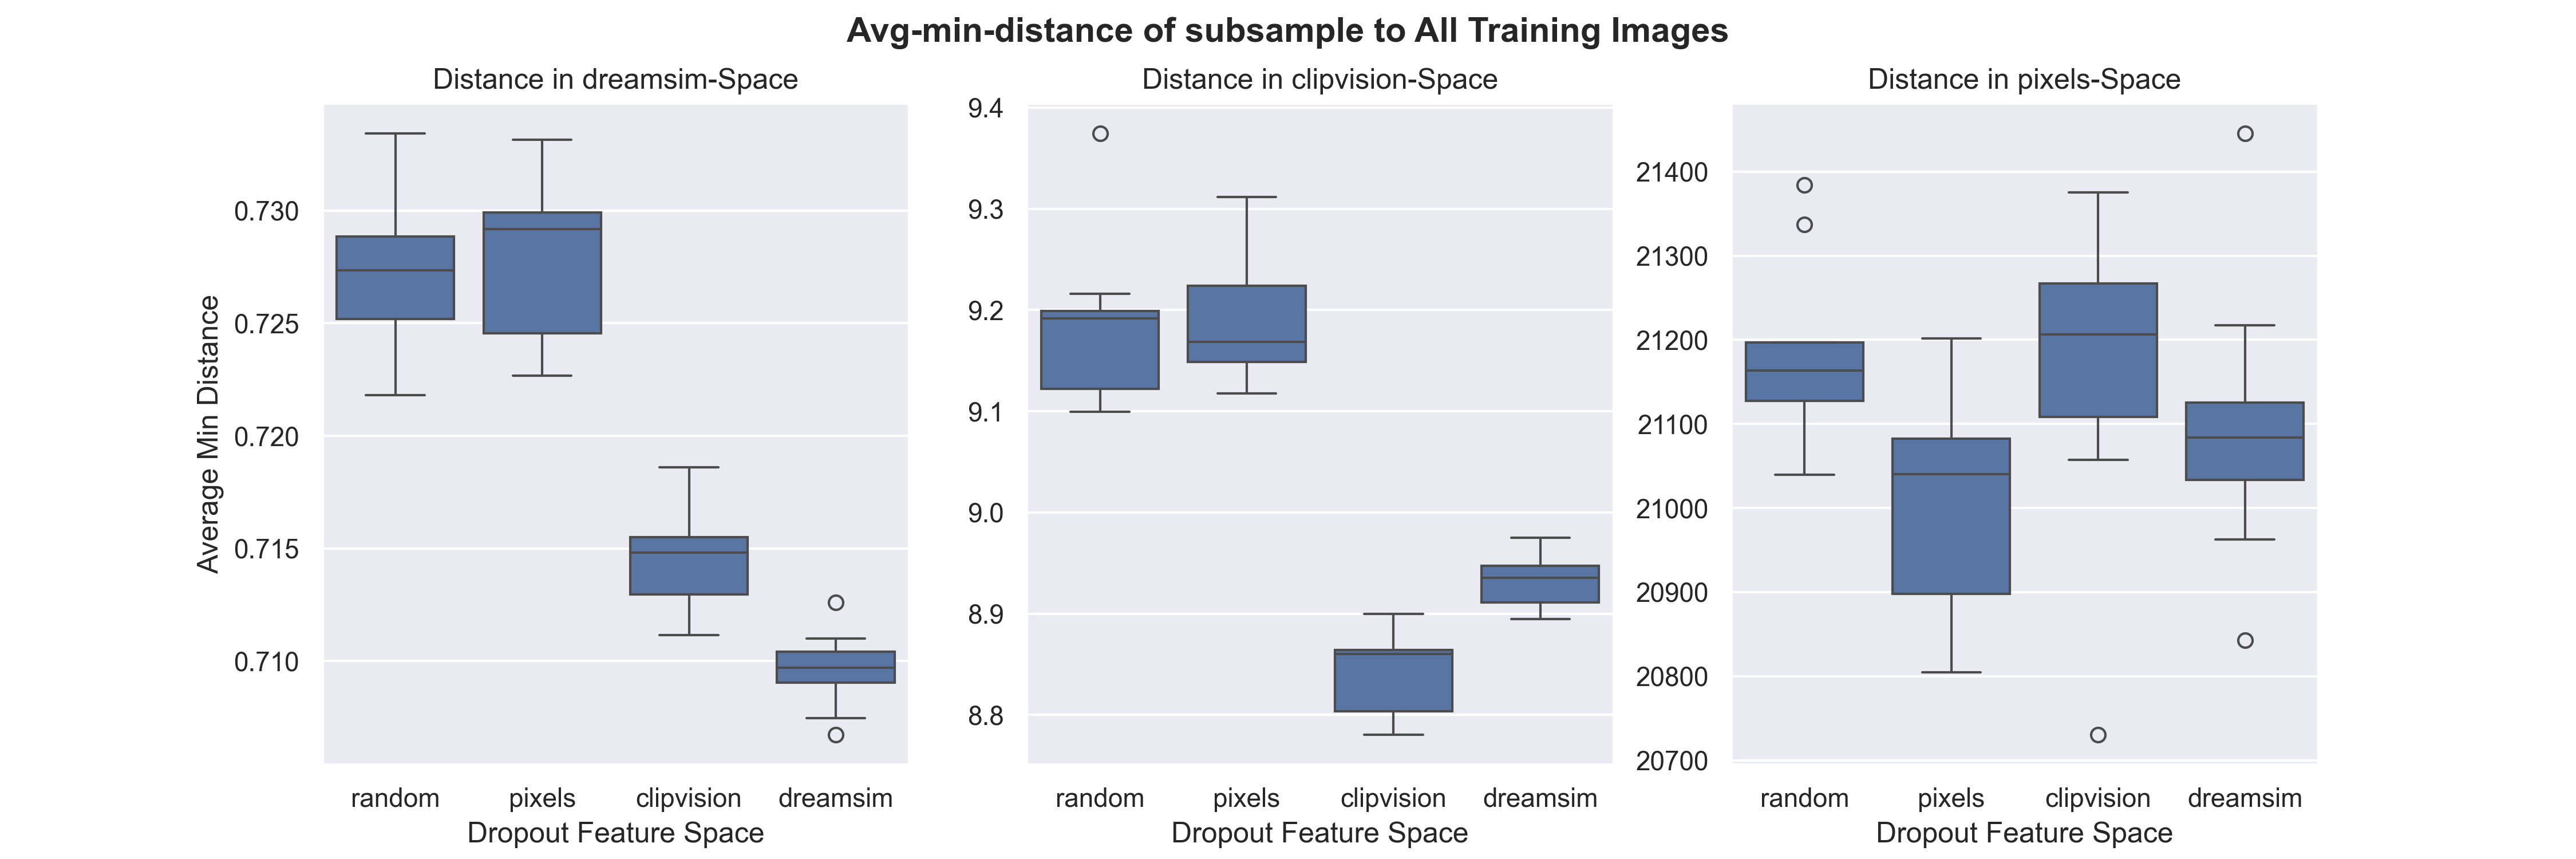 Avg-min-distance of subsample to All Training Images
Distance in dreamsim-Space
Average Min Distance
0.730
0.725
0.720
0.715
0.710
random pixels clipvision dreamsim
Dropout Feature Space
Distance in clipvision-Space
9.4
9.3
9.2
9.1
9.0
8.9
8.8
random pixels clipvision dreamsim
Dropout Feature Space
Distance in pixels-Space
21400
21300
21200
21100
21000
20900
20800
20700
random pixels clipvision dreamsim
Dropout Feature Space